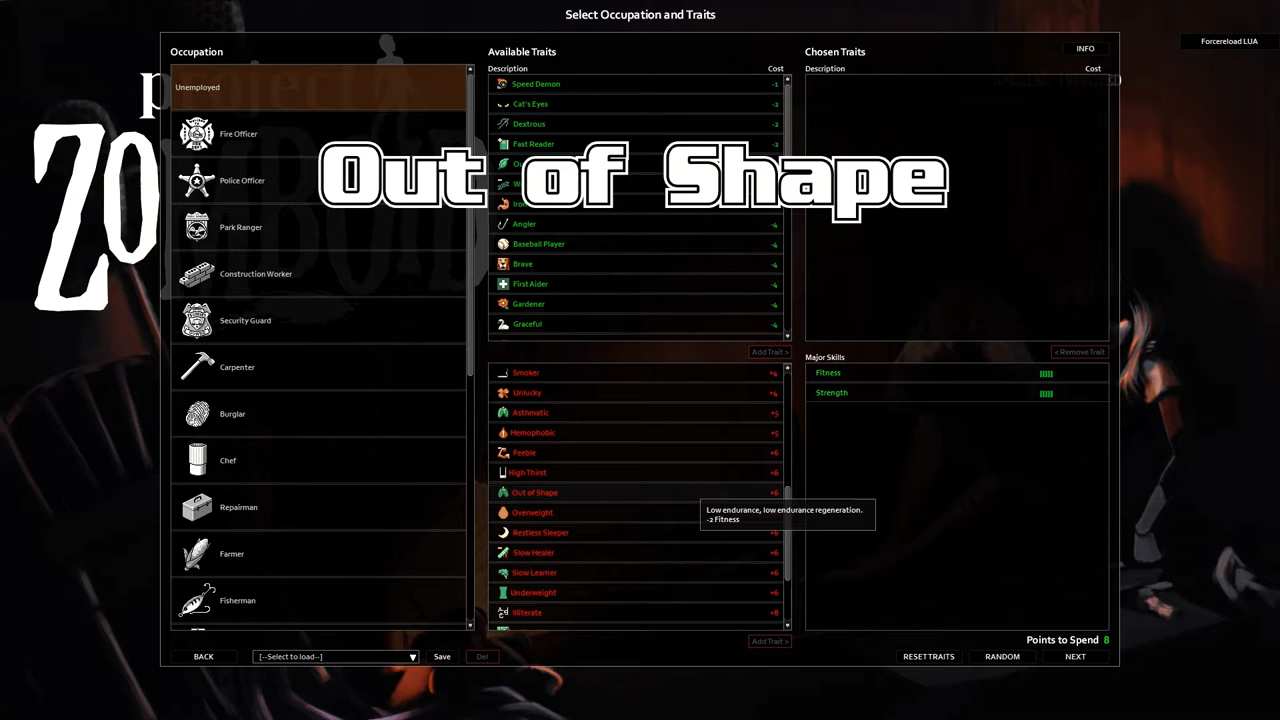 Select Occupation and Traits
Forcereload LUA
Occupation
Unemployed
Fire Officer
Police Officer
Park Ranger
Construction Worker
Security Guard
Carpenter
Burglar
Chef
Repairman
Farmer
Fisherman
Available Traits
Description Cost
Speed Demon -1
Cat's Eyes -2
Dextrous -2
Fast Reader -2
Out of Shape
Angler -4
Baseball Player -4
Brave -4
First Aider -4
Gardener -4
Graceful -4
Add Trait >
Smoker +4
Unlucky +4
Asthmatic +5
Hemophobic +5
Feeble +6
High Thirst +6
Out of Shape +6
Overweight
Restless Sleeper +6
Slow Healer +6
Slow Learner +6
Underweight +6
Illiterate +8
Add Trait >
Low endurance, low endurance regeneration.
-2 Fitness
Chosen Traits
INFO
Description Cost
< Remove Trait
Major Skills
Fitness
Strength
Points to Spend 8
BACK
[--Select to load--]
Save
Del
RESET TRAITS
RANDOM
NEXT